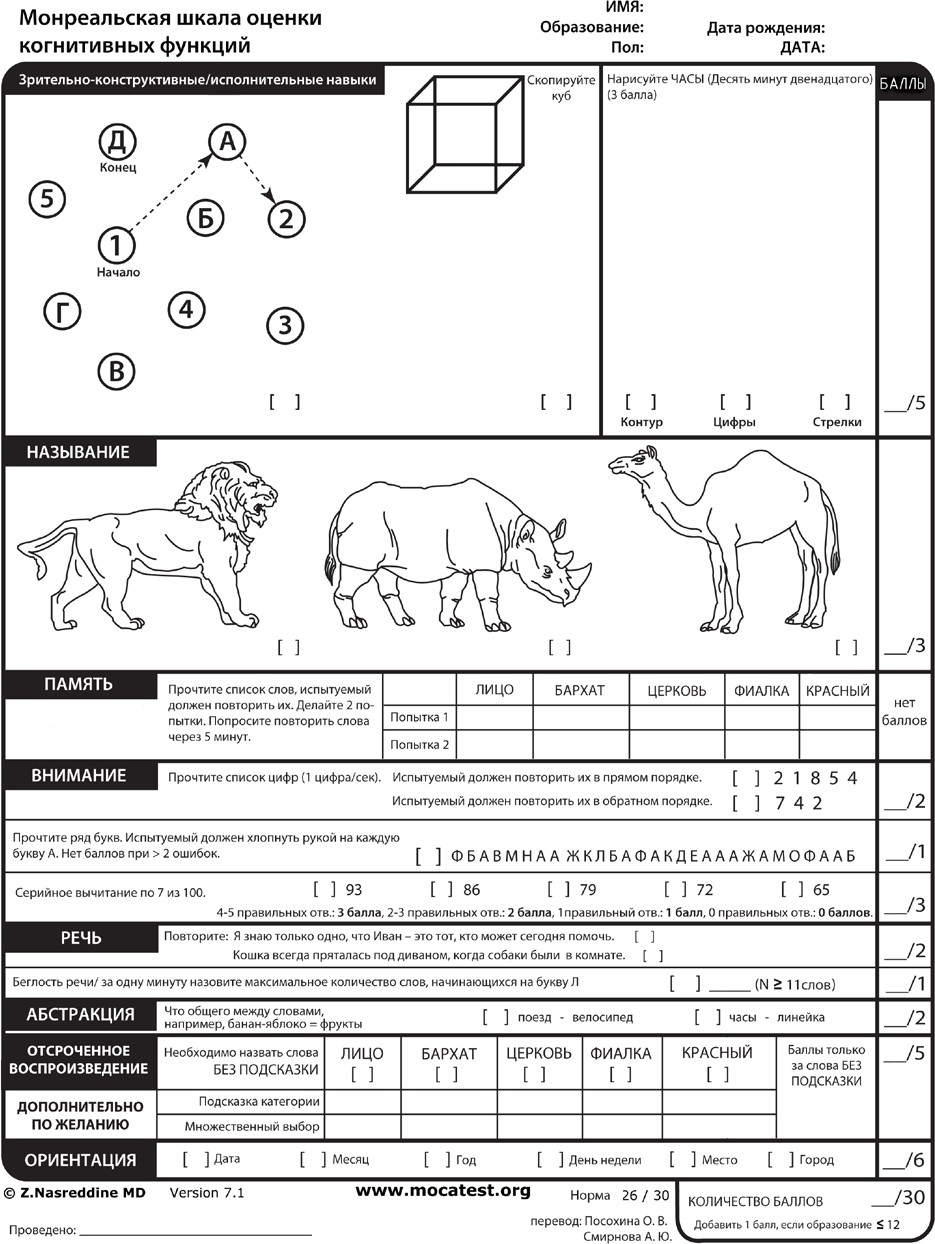 Монреальская шкала оценки
когнитивных функций
ИМЯ:
Образование: Дата рождения:
Пол: ДАТА:
Зрительно-конструктивные/исполнительные навыки
Скопируйте
куб
Нарисуйте ЧАСЫ (Десять минут двенадцатого)
(3 балла)
БАЛЛЫ
Д
Конец
А
5
Б
2
1
Начало
Г
4
3
В
[ ] [ ] [ ] [ ] [ ] __/5
Контур Цифры Стрелки
НАЗЫВАНИЕ
[ ] [ ] [ ] __/3
ПАМЯТЬ
Прочтите список слов, испытуемый
должен повторить их. Делайте 2 по-
пытки. Попросите повторить слова
через 5 минут.
ЛИЦО БАРХАТ ЦЕРКОВЬ ФИАЛКА КРАСНЫЙ
Попытка 1
Попытка 2
нет
баллов
ВНИМАНИЕ
Прочтите список цифр (1 цифра/сек). Испытуемый должен повторить их в прямом порядке. [ ] 2 1 8 5 4
Испытуемый должен повторить их в обратном порядке. [ ] 7 4 2 __/2
Прочтите ряд букв. Испытуемый должен хлопнуть рукой на каждую
букву А. Нет баллов при > 2 ошибок. [ ] Ф Б А В М Н А А Ж К Л Б А Ф А К Д Е А А А Ж А М О Ф А А Б __/1
Серийное вычитание по 7 из 100. [ ] 93 [ ] 86 [ ] 79 [ ] 72 [ ] 65
4-5 правильных отв.: 3 балла, 2-3 правильных отв.: 2 балла, 1правильный отв.: 1 балл, 0 правильных отв.: 0 баллов. __/3
РЕЧЬ
Повторите: Я знаю только одно, что Иван – это тот, кто может сегодня помочь. [ ]
Кошка всегда пряталась под диваном, когда собаки были в комнате. [ ] __/2
Беглость речи/ за одну минуту назовите максимальное количество слов, начинающихся на букву Л [ ] _____ (N ≥ 11слов) __/1
АБСТРАКЦИЯ
Что общего между словами,
например, банан-яблоко = фрукты [ ] поезд - велосипед [ ] часы - линейка __/2
ОТСРОЧЕННОЕ
ВОСПРОИЗВЕДЕНИЕ
Необходимо назвать слова
БЕЗ ПОДСКАЗКИ
ЛИЦО БАРХАТ ЦЕРКОВЬ ФИАЛКА КРАСНЫЙ
[ ] [ ] [ ] [ ] [ ]
Баллы только
за слова БЕЗ
ПОДСКАЗКИ
__/5
ДОПОЛНИТЕЛЬНО
ПО ЖЕЛАНИЮ
Подсказка категории
Множественный выбор
ОРИЕНТАЦИЯ [ ] Дата [ ] Месяц [ ] Год [ ] День недели [ ] Место [ ] Город __/6
© Z.Nasreddine MD Version 7.1 www.mocatest.org Норма 26 / 30
КОЛИЧЕСТВО БАЛЛОВ __/30
Добавить 1 балл, если образование ≤ 12
перевод: Посохина О. В.
Смирнова А. Ю.
Проведено: ____________________